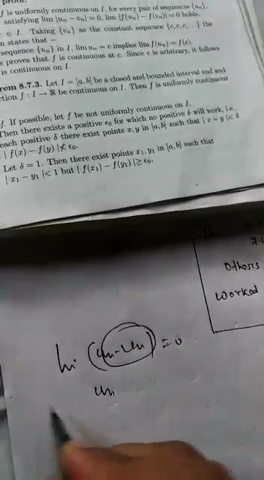 f is uniformly continuous on I, for every pair of sequences (uₙ),
satisfying lim |uₙ − vₙ| = 0, lim |f(uₙ) − f(vₙ)| = 0 holds.
∈ I. Taking (vₙ) as the constant sequence {c, c, c, ...} the
n states that −
sequence (uₙ) in I, lim uₙ = c implies lim f(uₙ) = f(c).
s proves that f is continuous at c. Since c is arbitrary, it follows
is continuous on I.
rem 8.7.3. Let I = [a, b] be a closed and bounded interval and
ction f : I → ℝ be continuous on I. Then f is uniformly continuous
f. If possible, let f be not uniformly continuous on I.
Then there exists a positive ϵ₀ for which no positive δ will work, i.e.,
each positive δ there exist points x, y in [a, b] such that | x − y | < δ
| f(x) − f(y) | ≮ ϵ₀.
Let δ = 1. Then there exist points x₁, y₁ in [a, b] such that
| x₁ − y₁ | < 1 but | f(x₁) − f(y₁) | ≥ ϵ₀.
Others
Worked
(uₙ - vₙ) = 0
uₙ